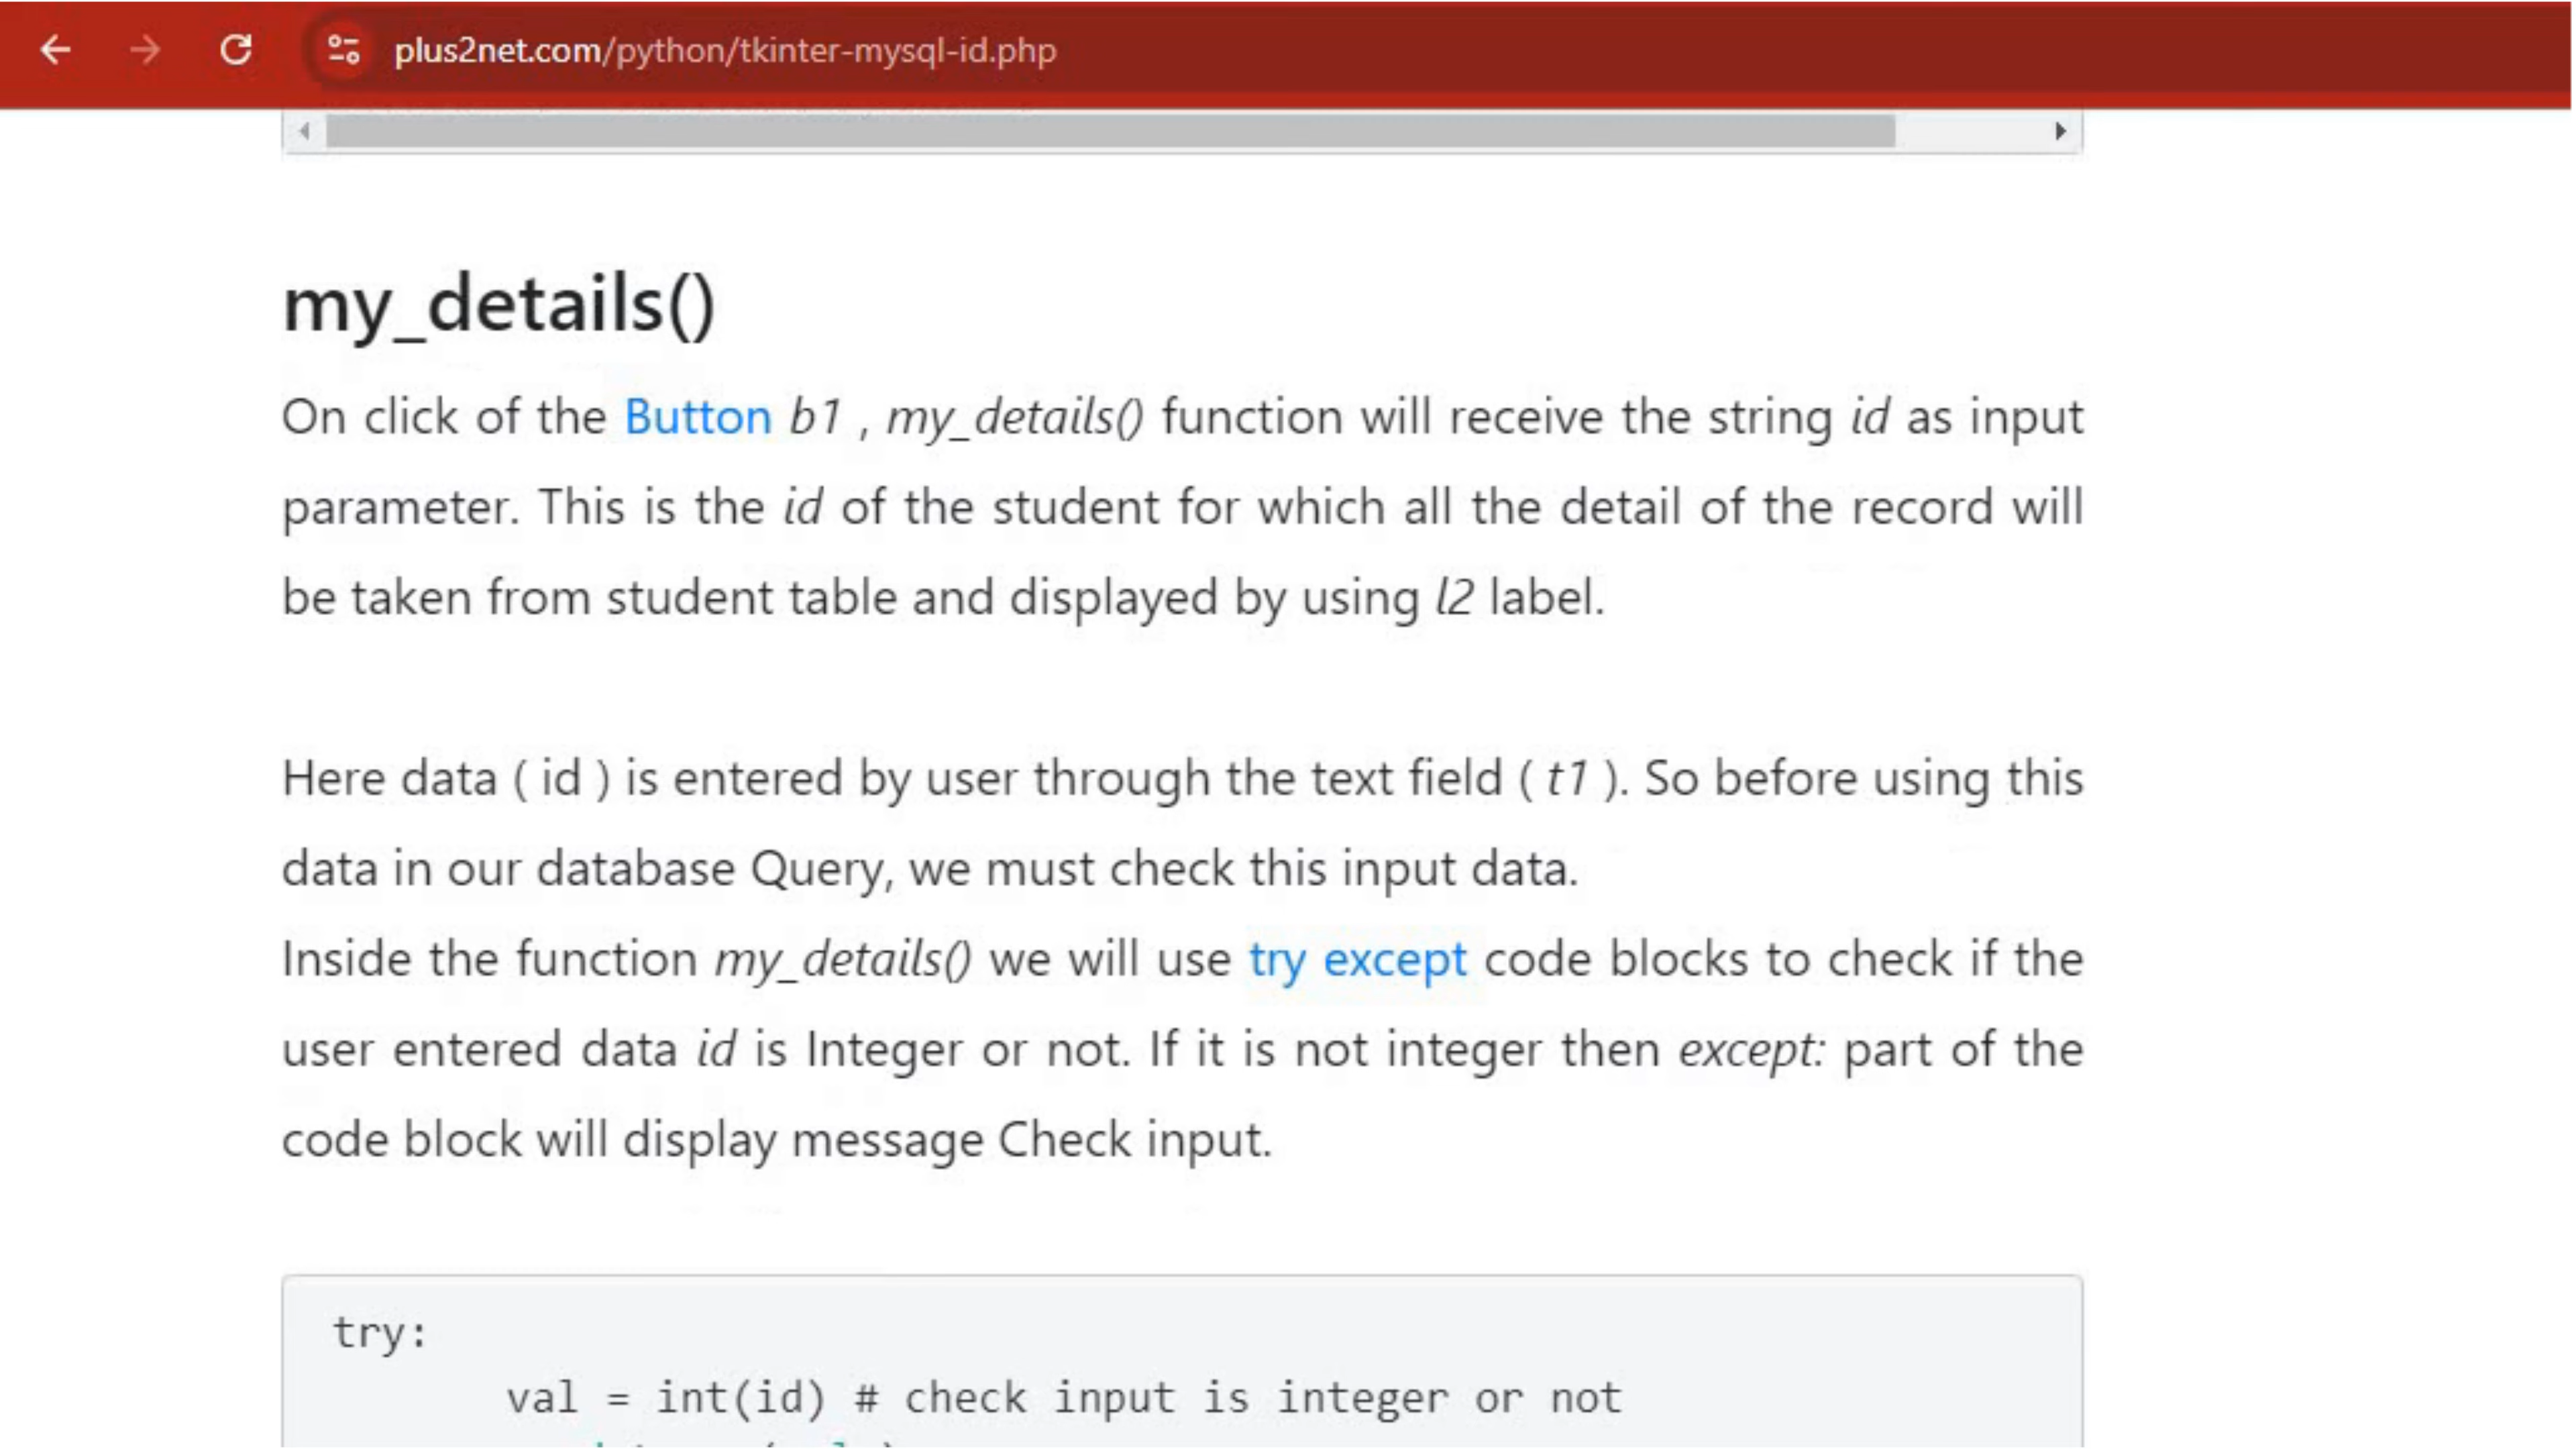 plus2net.com/python/tkinter-mysql-id.php
my_details()
On click of the Button b1 , my_details() function will receive the string id as input
parameter. This is the id of the student for which all the detail of the record will
be taken from student table and displayed by using l2 label.
Here data ( id ) is entered by user through the text field ( t1 ). So before using this
data in our database Query, we must check this input data.
Inside the function my_details() we will use try except code blocks to check if the
user entered data id is Integer or not. If it is not integer then except: part of the
code block will display message Check input.
try:
val = int(id) # check input is integer or not